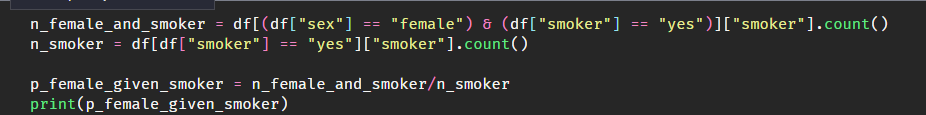 n_female_and_smoker = df[(df["sex"] == "female") & (df["smoker"] == "yes")]["smoker"].count()
n_smoker = df[df["smoker"] == "yes"]["smoker"].count()
p_female_given_smoker = n_female_and_smoker/n_smoker
print(p_female_given_smoker)